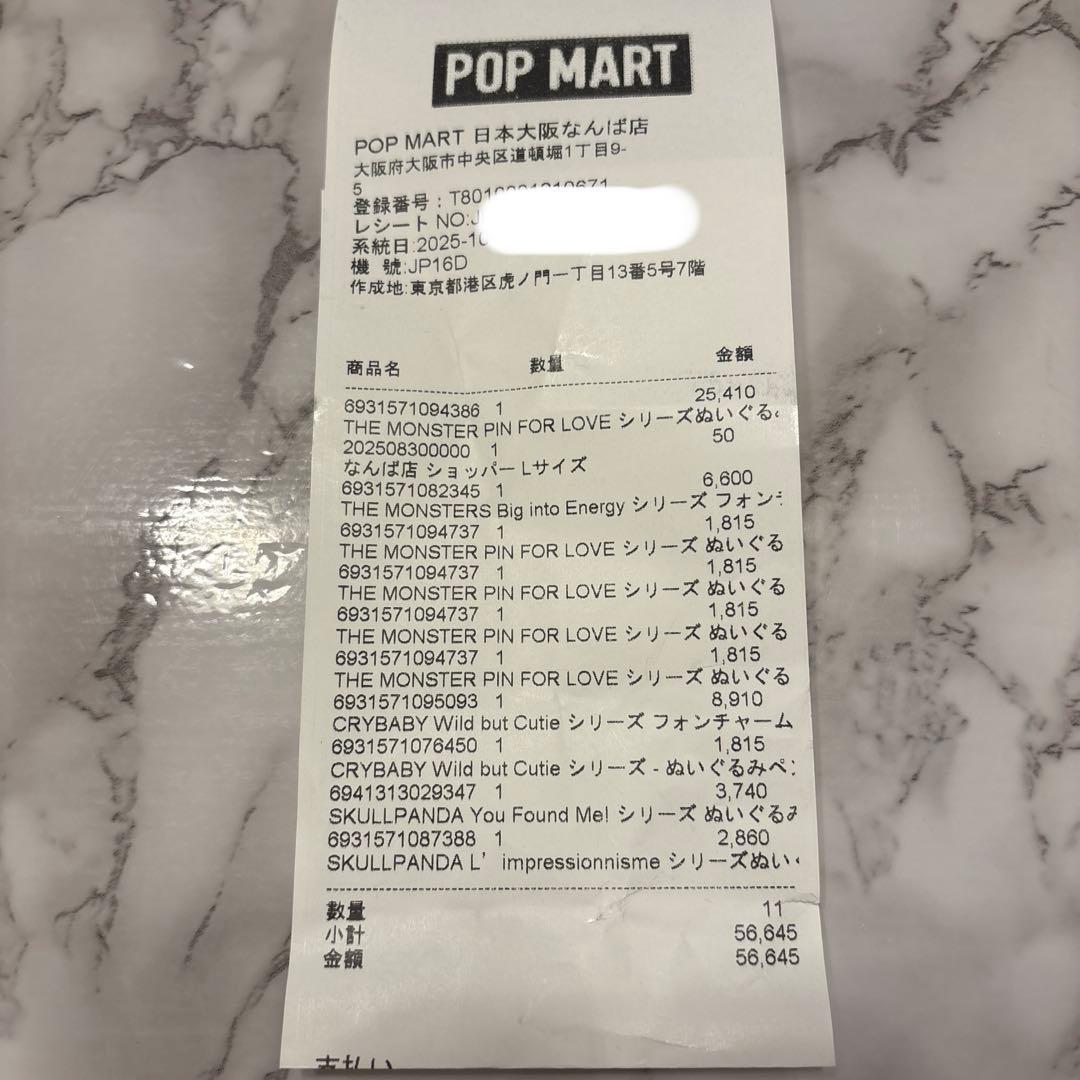 POP MART
POP MART 日本大阪なんば店
大阪府大阪市中央区道頓堀1丁目9-
5
登録番号：T801
レシート NO:J
系統日:2025-10
機 號:JP16D
作成地:東京都港区虎ノ門一丁目13番5号7階
商品名 數量 金額
25,410
6931571094386 1
THE MONSTER PIN FOR LOVE シリーズぬいぐる
50
202508300000 1
なんば店 ショッパー Lサイズ
6,600
6931571082345 1
THE MONSTERS Big into Energy シリーズ フォン
1,815
6931571094737 1
THE MONSTER PIN FOR LOVE シリーズ ぬいぐる
1,815
6931571094737 1
THE MONSTER PIN FOR LOVE シリーズ ぬいぐる
1,815
6931571094737 1
THE MONSTER PIN FOR LOVE シリーズ ぬいぐる
1,815
6931571094737 1
THE MONSTER PIN FOR LOVE シリーズ ぬいぐる
8,910
6931571095093 1
CRYBABY Wild but Cutie シリーズ フォンチャーム
1,815
6931571076450 1
CRYBABY Wild but Cutie シリーズ - ぬいぐるみペ
3,740
6941313029347 1
SKULLPANDA You Found Me! シリーズ ぬいぐるみ
2,860
6931571087388 1
SKULLPANDA L’ impressionnisme シリーズぬい
數量 11
小計 56,645
金額 56,645
支払い